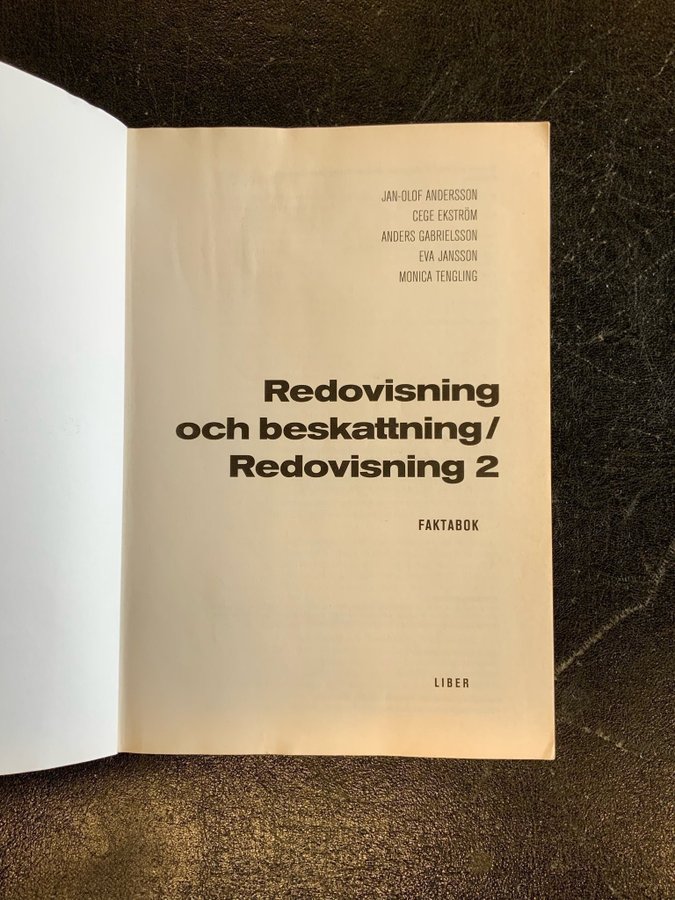 JAN-OLOF ANDERSSON
CEGE EKSTRÖM
ANDERS GABRIELSSON
EVA JANSSON
MONICA TENGLING
Redovisning
och beskattning/
Redovisning 2
FAKTABOK
LIBER